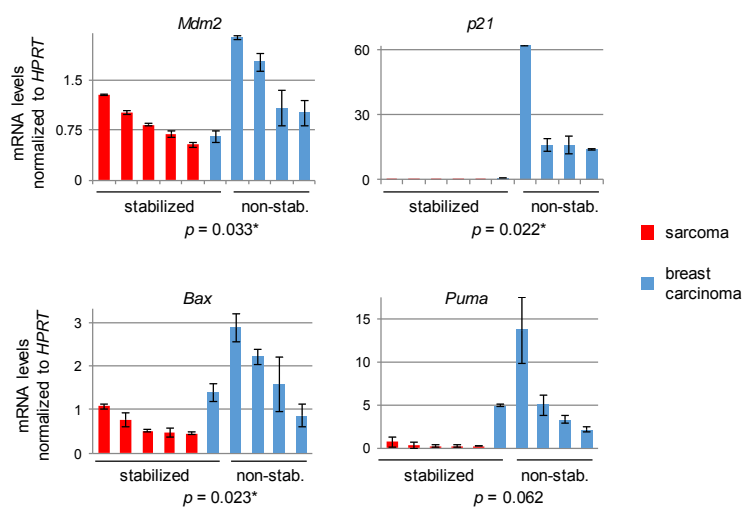 Mdm2
mRNA levels
normalized to HPRT
1.5
0.75
0
stabilized
non-stab.
p = 0.033*
p21
60
30
0
stabilized
non-stab.
p = 0.022*
sarcoma
breast
carcinoma
Bax
mRNA levels
normalized to HPRT
3
2
1
0
stabilized
non-stab.
p = 0.023*
Puma
15
10
5
0
stabilized
non-stab.
p = 0.062